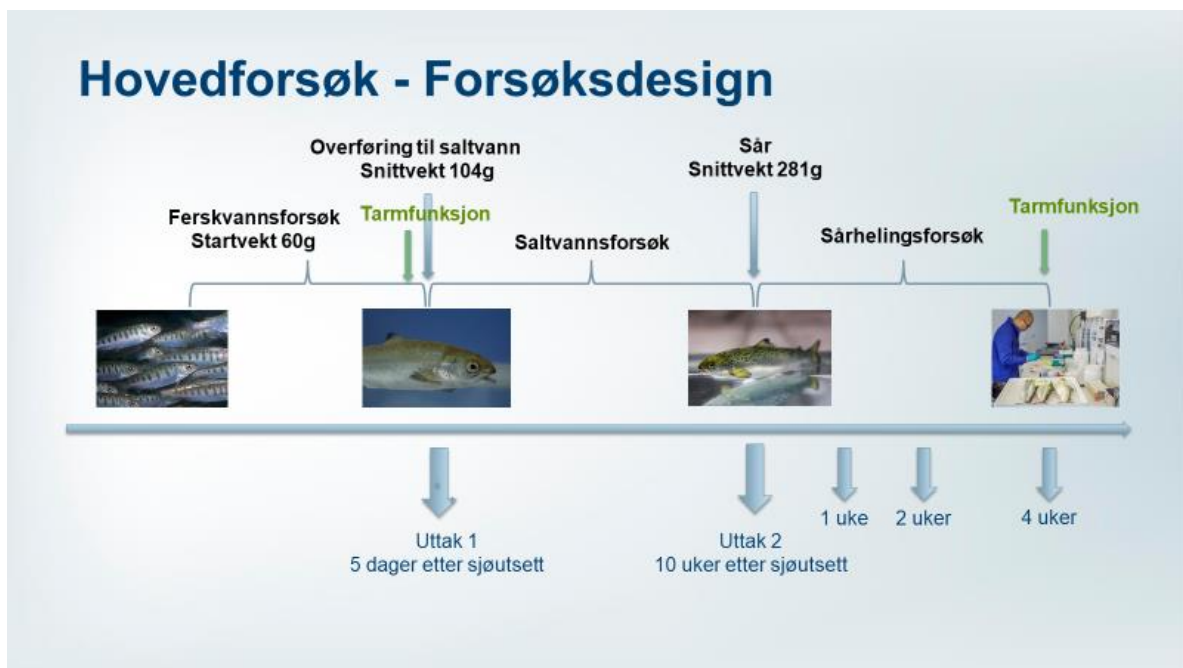 Hovedforsøk - Forsøksdesign
Overføring til saltvann
Snittvekt 104g
Sår
Snittvekt 281g
Ferskvannsforsøk
Startvekt 60g
Tarmfunksjon
Saltvannsforsøk
Sårhelingsforsøk
Tarmfunksjon
Uttak 1
5 dager etter sjøutsett
Uttak 2
10 uker etter sjøutsett
1 uke
2 uker
4 uker